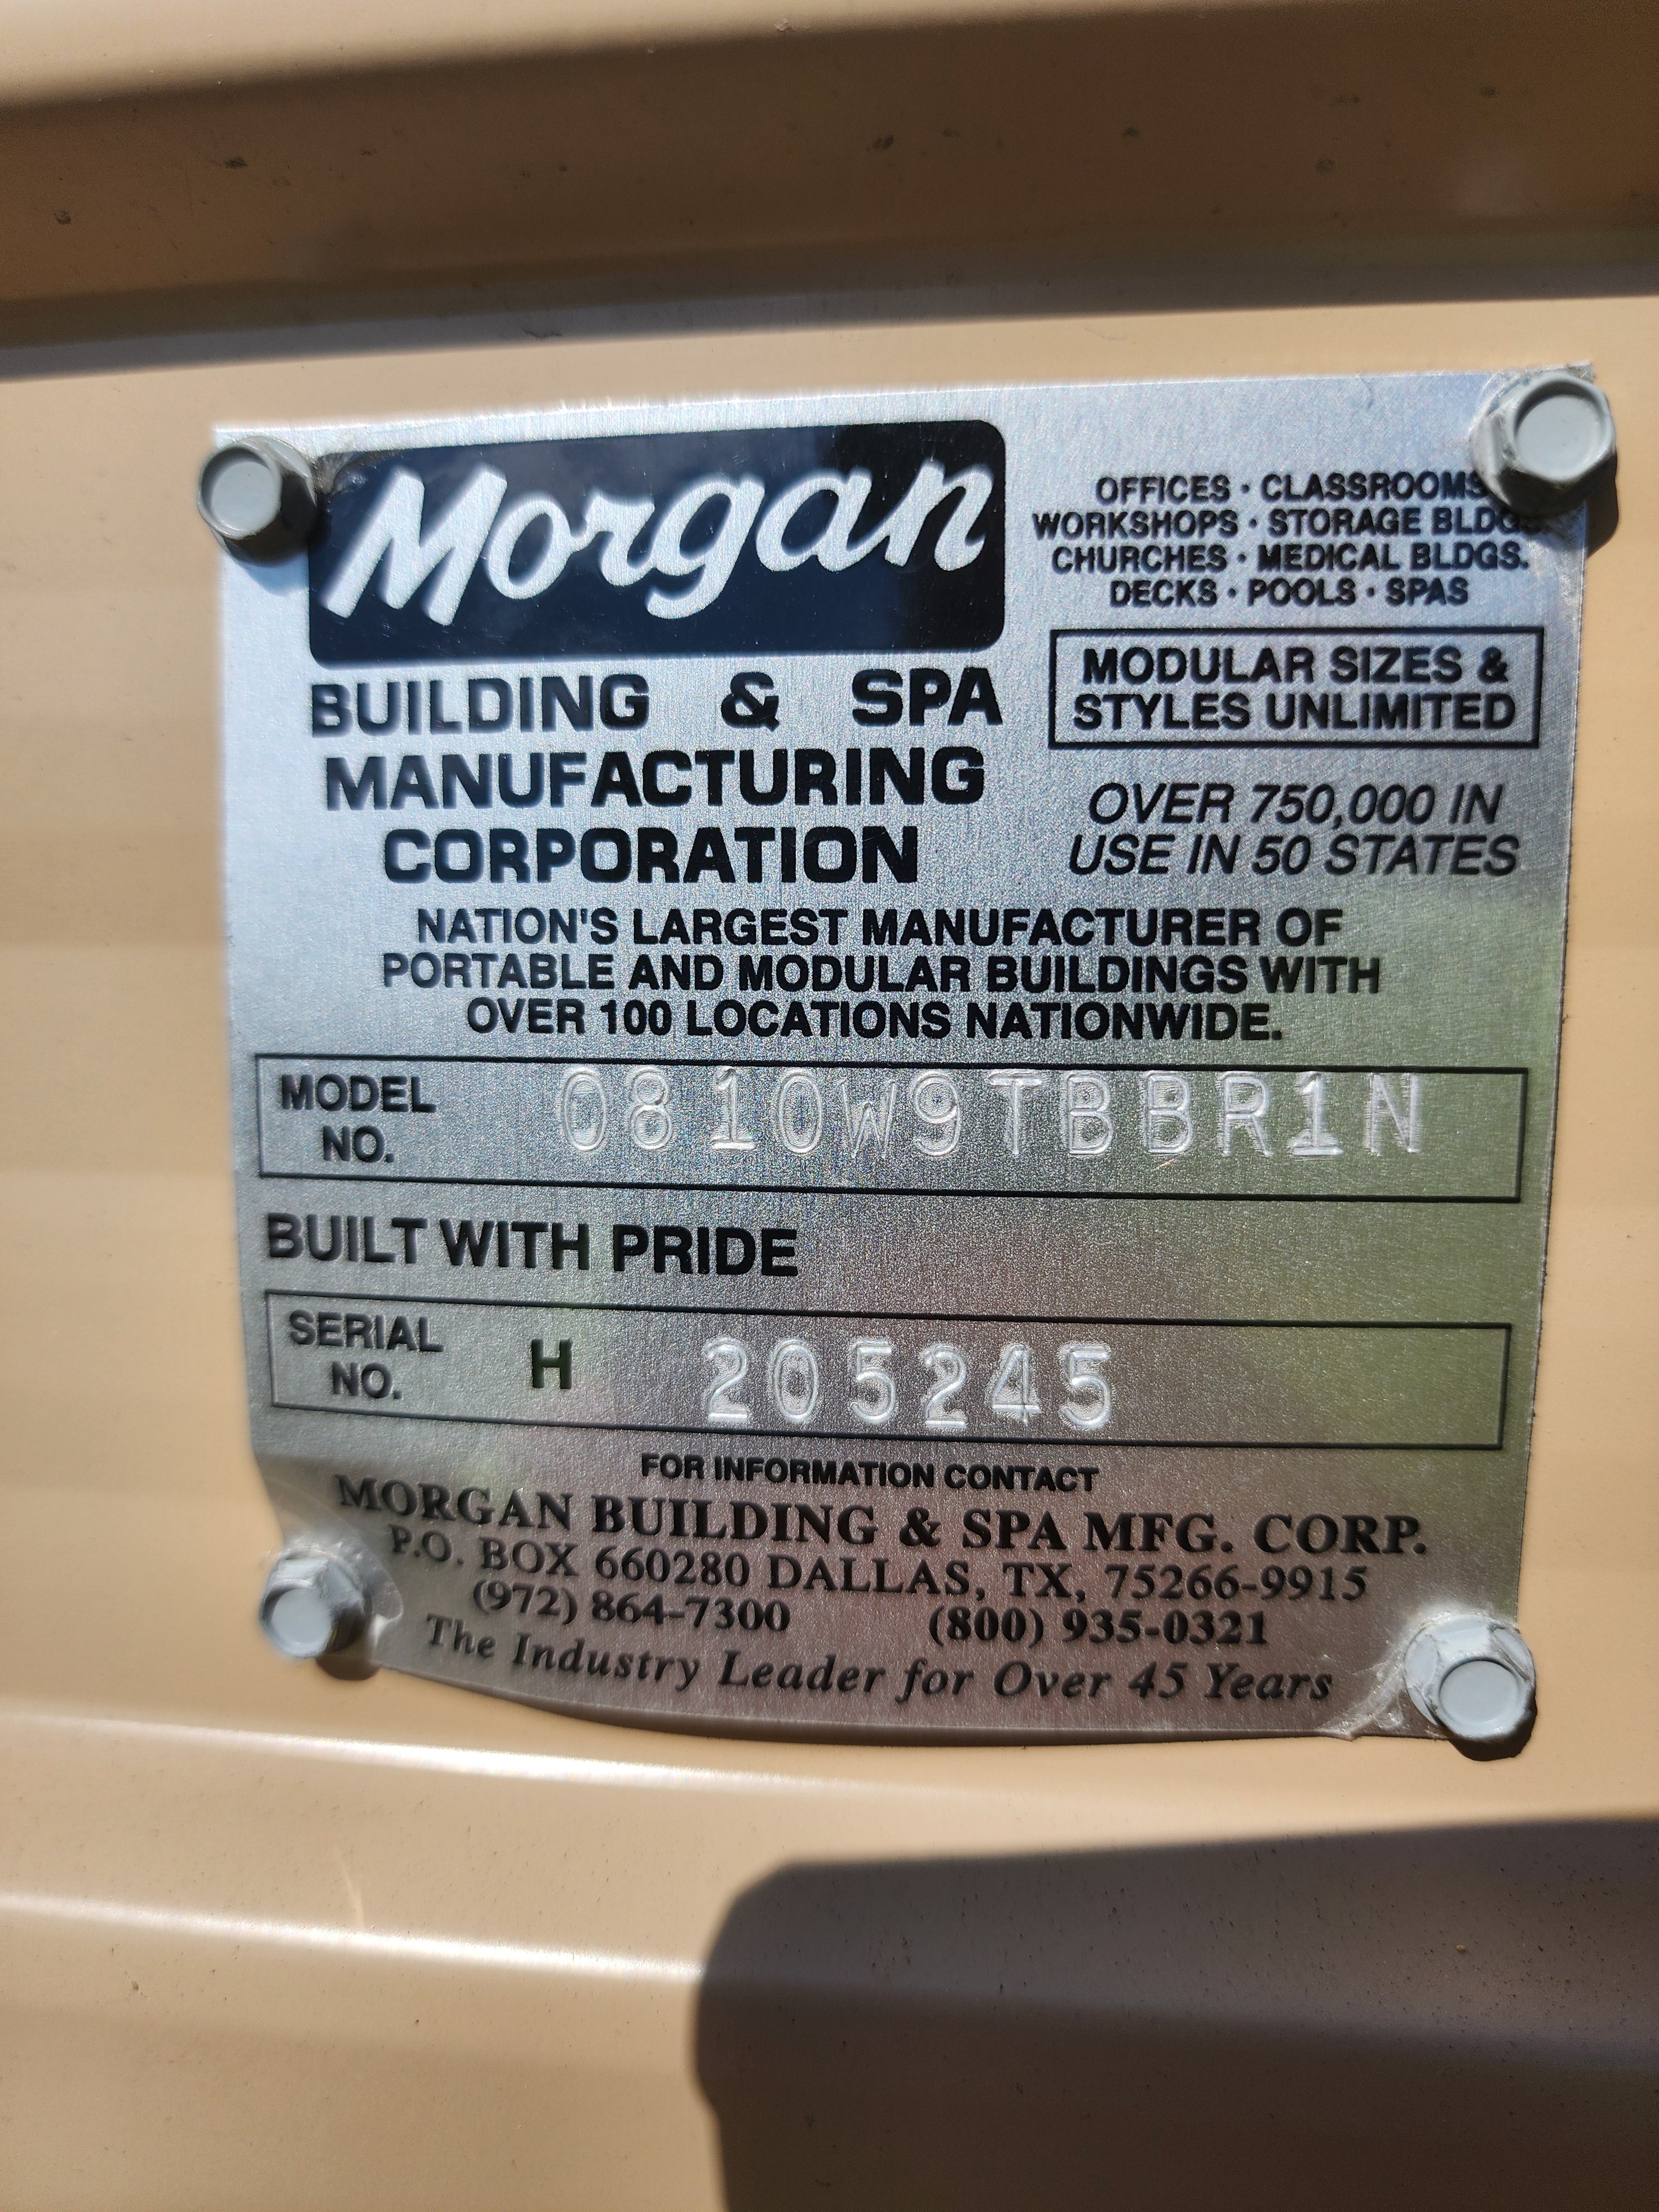 Morgan
BUILDING & SPA
MANUFACTURING
CORPORATION
OFFICES · CLASSROOMS
WORKSHOPS · STORAGE BLDGS.
CHURCHES · MEDICAL BLDGS.
DECKS · POOLS · SPAS
MODULAR SIZES &
STYLES UNLIMITED
OVER 750,000 IN
USE IN 50 STATES
NATION'S LARGEST MANUFACTURER OF
PORTABLE AND MODULAR BUILDINGS WITH
OVER 100 LOCATIONS NATIONWIDE.
MODEL NO. 0810W9TBBR1N
BUILT WITH PRIDE
SERIAL NO. H 205245
FOR INFORMATION CONTACT
MORGAN BUILDING & SPA MFG. CORP.
P.O. BOX 660280 DALLAS, TX, 75266-9915
(972) 864-7300 (800) 935-0321
The Industry Leader for Over 45 Years